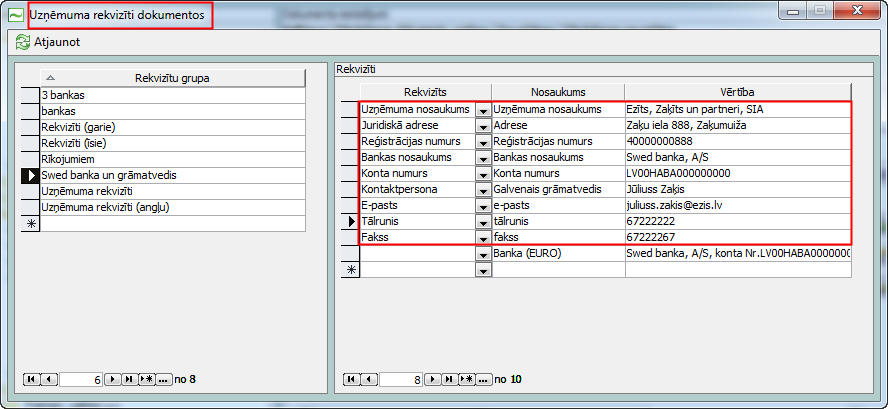 Uzņēmuma rekvizīti dokumentos
Atjaunot
Rekvizītu grupa
3 bankas
bankas
Rekvizīti (garie)
Rekvizīti (īsie)
Rīkojumiem
Swed banka un grāmatvedis
Uzņēmuma rekvizīti
Uzņēmuma rekvizīti (angļu)
6 no 8
Rekvizīti
Rekvizīts Nosaukums Vērtība
Uzņēmuma nosaukums Uzņēmuma nosaukums Ezīts, Zaķīts un partneri, SIA
Juridiskā adrese Adrese Zaķu iela 888, Zaķumuiža
Reģistrācijas numurs Reģistrācijas numurs 40000000888
Bankas nosaukums Bankas nosaukums Swed banka, A/S
Konta numurs Konta numurs LV00HABA000000000
Kontaktpersona Galvenais grāmatvedis Jūliuss Zaķis
E-pasts e-pasts juliuss.zakis@ezis.lv
Tālrunis tālrunis 67222222
Fakss fakss 67222267
Banka (EURO) Swed banka, A/S, konta Nr.LV00HABA0000000
8 no 10